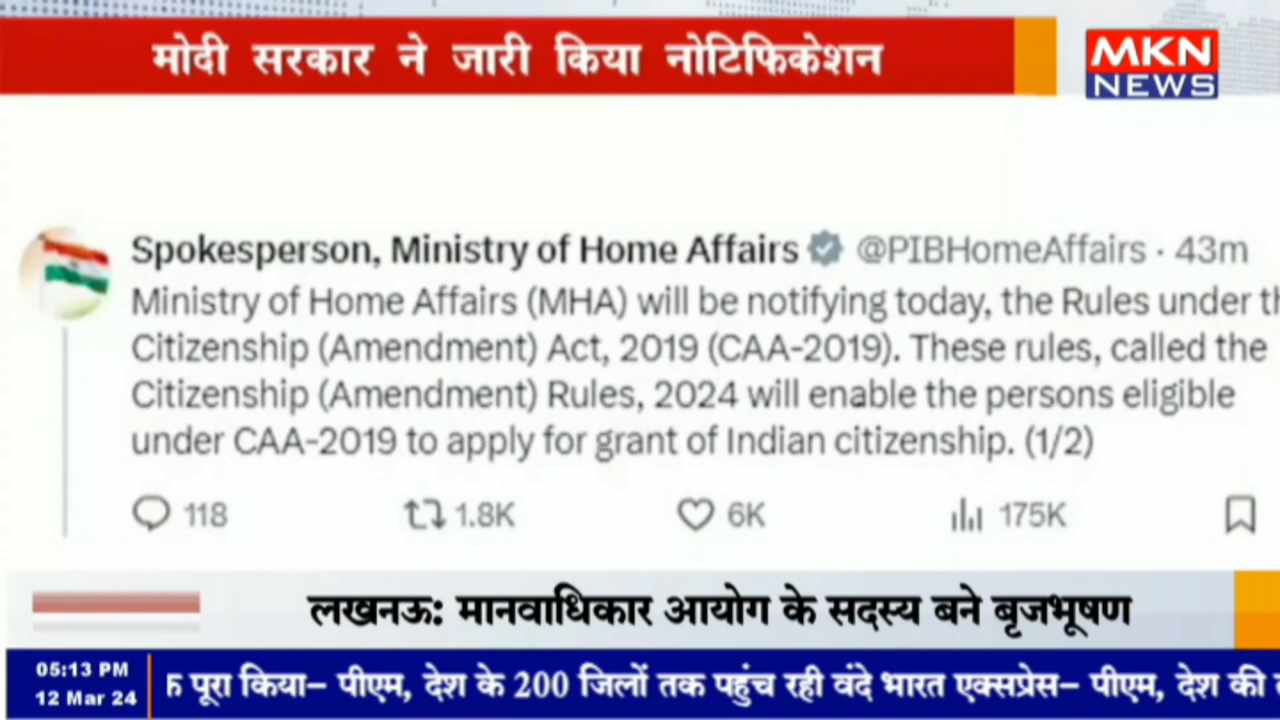 मोदी सरकार ने जारी किया नोटिफिकेशन
MKN
NEWS
Spokesperson, Ministry of Home Affairs @PIBHomeAffairs · 43m
Ministry of Home Affairs (MHA) will be notifying today, the Rules under th
Citizenship (Amendment) Act, 2019 (CAA-2019). These rules, called the
Citizenship (Amendment) Rules, 2024 will enable the persons eligible
under CAA-2019 to apply for grant of Indian citizenship. (1/2)
118 1.8K 6K 175K
लखनऊ: मानवाधिकार आयोग के सदस्य बने बृजभूषण
05:13 PM
12 Mar 24
पूरा किया– पीएम, देश के 200 जिलों तक पहुंच रही वंदे भारत एक्सप्रेस– पीएम, देश की